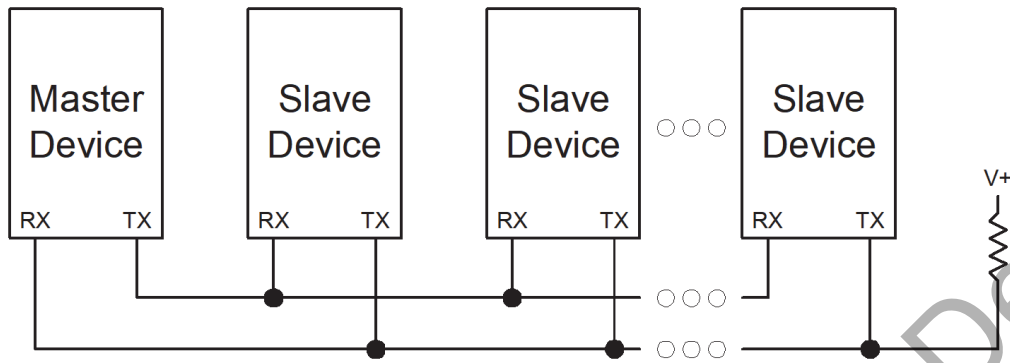 Master
Device
Slave
Device
Slave
Device
Slave
Device
RX TX
RX TX
RX TX
RX TX
V+